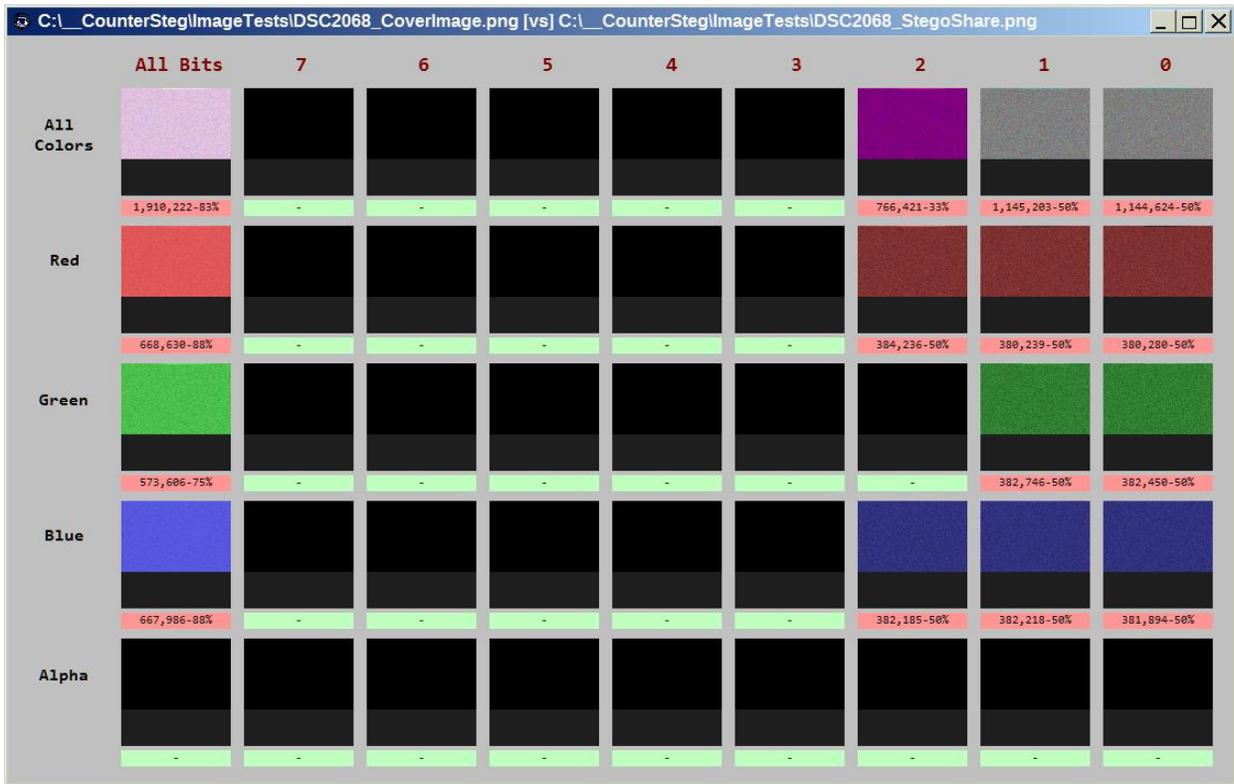 C:\__CounterSteg\ImageTests\DSC2068_CoverImage.png [vs] C:\__CounterSteg\ImageTests\DSC2068_StegoShare.png
All Bits 7 6 5 4 3 2 1 0
All
Colors
1,910,222-83% - - - - - 766,421-33% 1,145,203-50% 1,144,624-50%
Red
668,630-88% - - - - - 384,236-50% 380,239-50% 380,280-50%
Green
573,606-75% - - - - - - 382,746-50% 382,450-50%
Blue
667,986-88% - - - - - 382,185-50% 382,218-50% 381,894-50%
Alpha
- - - - - - - - -